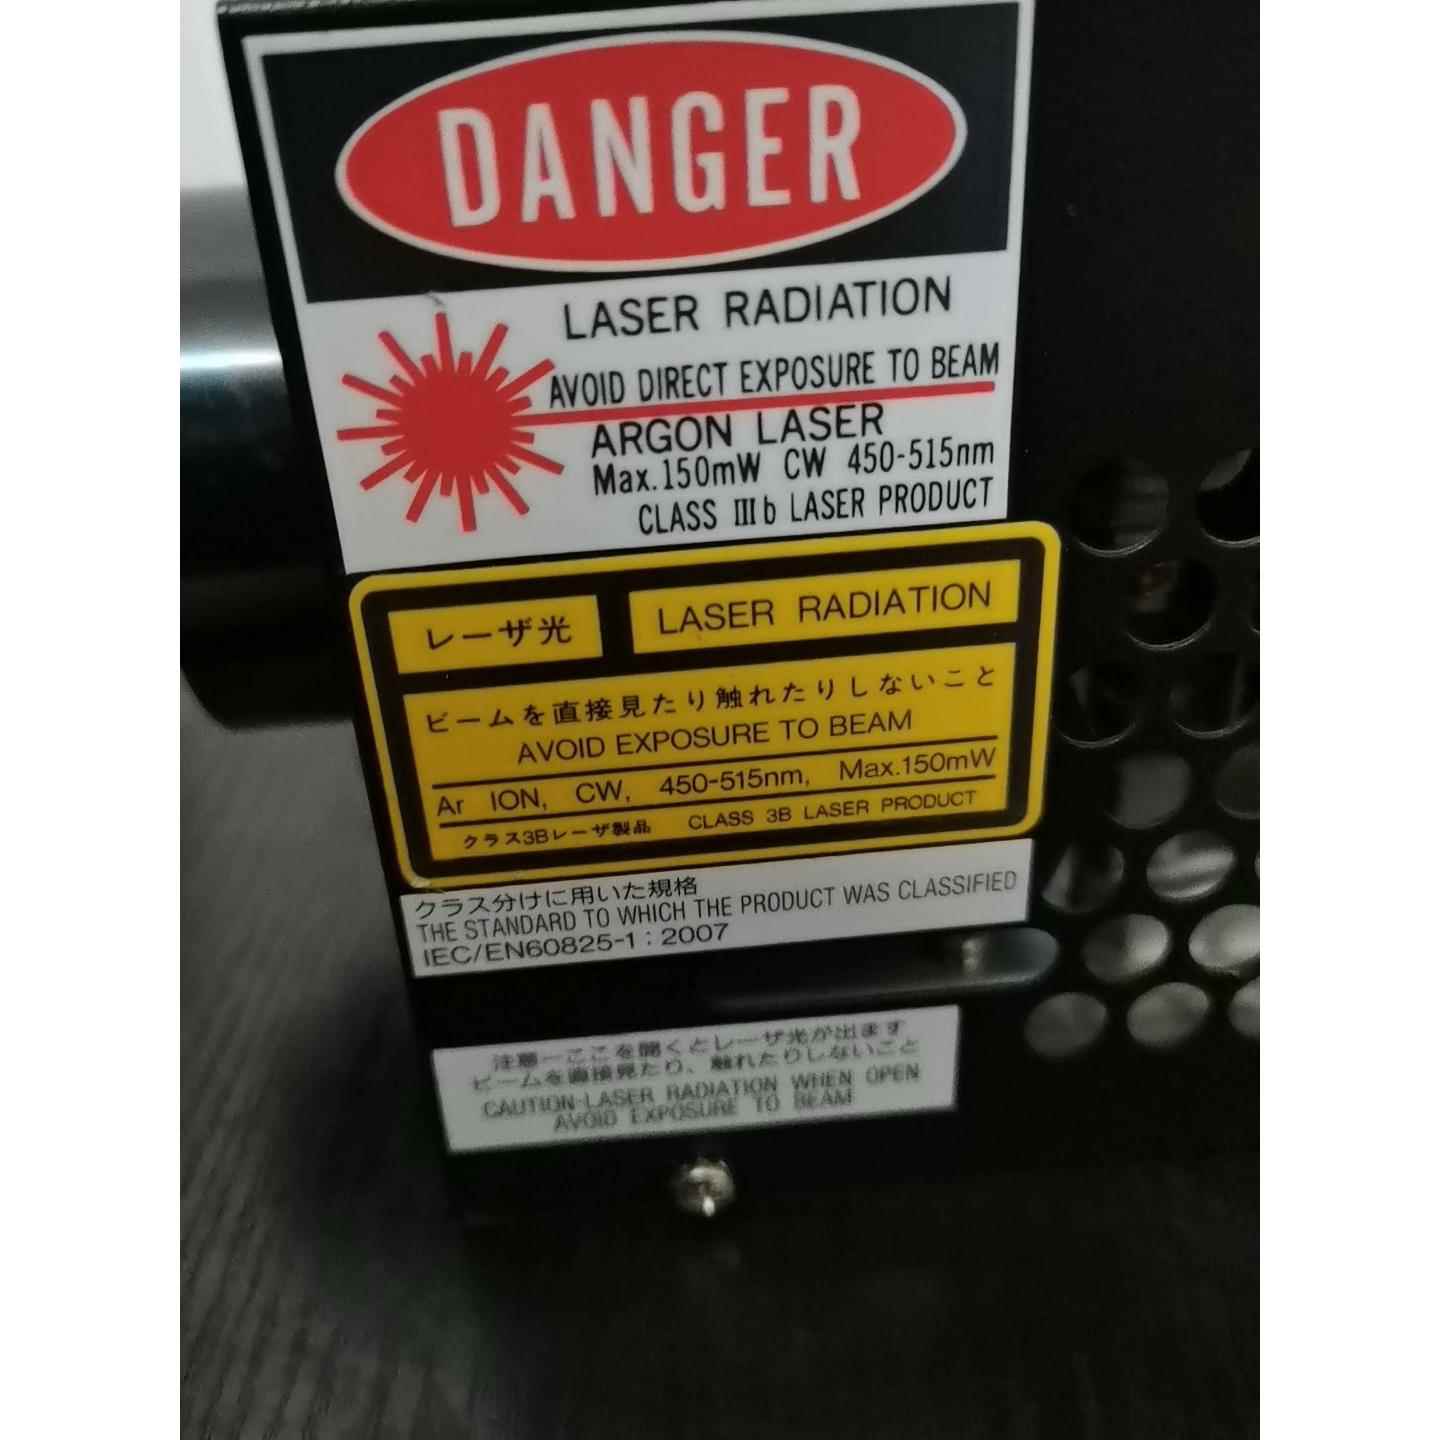 DANGER
LASER RADIATION
AVOID DIRECT EXPOSURE TO BEAM
ARGON LASER
Max.150mW CW 450-515nm
CLASS Ⅲb LASER PRODUCT
レーザ光 LASER RADIATION
ビームを直接見たり触れたりしないこと
AVOID EXPOSURE TO BEAM
Ar ION, CW, 450-515nm, Max.150mW
クラス3Bレーザ製品 CLASS 3B LASER PRODUCT
クラス分けに用いた規格
THE STANDARD TO WHICH THE PRODUCT WAS CLASSIFIED
IEC/EN60825-1:2007
注意ーここを開くとレーザ光が出ます
ビームを直接見たり、触れたりしないこと
CAUTION-LASER RADIATION WHEN OPEN
AVOID EXPOSURE TO BEAM